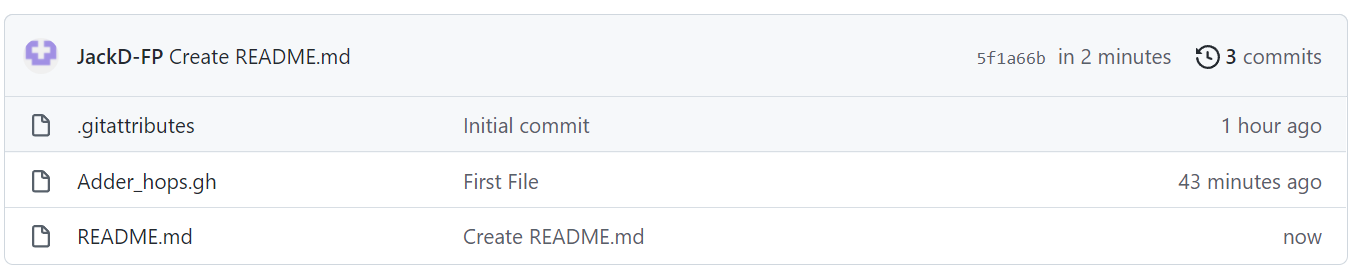 JackD-FP Create README.md 5f1a66b in 2 minutes 3 commits
.gitattributes Initial commit 1 hour ago
Adder_hops.gh First File 43 minutes ago
README.md Create README.md now